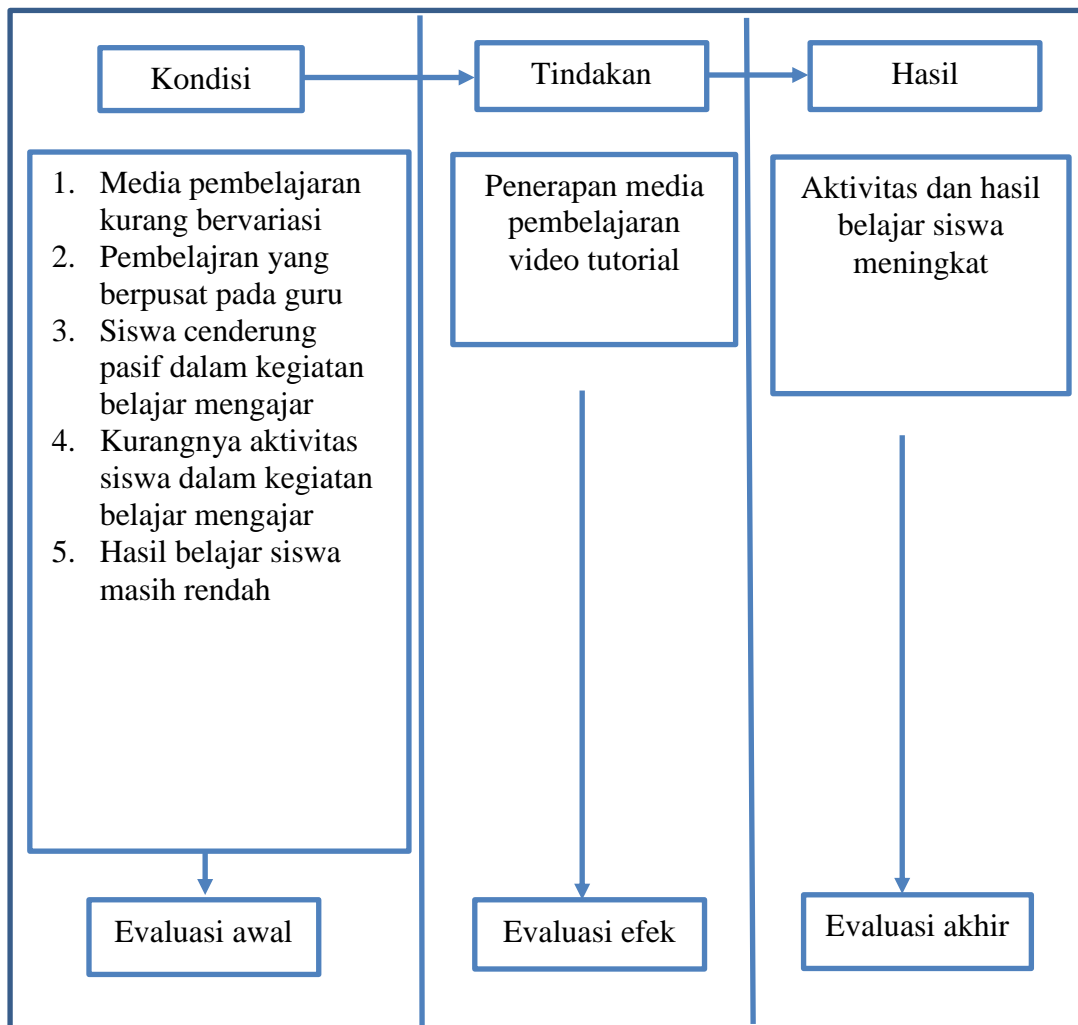 Kondisi
Tindakan
Hasil
1. Media pembelajaran
kurang bervariasi
2. Pembelajran yang
berpusat pada guru
3. Siswa cenderung
pasif dalam kegiatan
belajar mengajar
4. Kurangnya aktivitas
siswa dalam kegiatan
belajar mengajar
5. Hasil belajar siswa
masih rendah
Penerapan media
pembelajaran
video tutorial
Aktivitas dan hasil
belajar siswa
meningkat
Evaluasi awal
Evaluasi efek
Evaluasi akhir